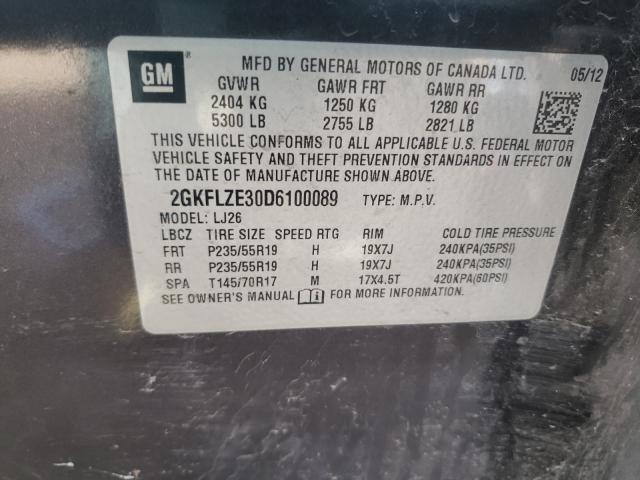 GM ®
MFD BY GENERAL MOTORS OF CANADA LTD. 05/12
GVWR GAWR FRT GAWR RR
2404 KG 1250 KG 1280 KG
5300 LB 2755 LB 2821 LB
THIS VEHICLE CONFORMS TO ALL APPLICABLE U.S. FEDERAL MOTOR
VEHICLE SAFETY AND THEFT PREVENTION STANDARDS IN EFFECT ON
THE DATE OF MANUFACTURE SHOWN ABOVE.
2GKFLZE30D6100089 TYPE: M.P.V.
MODEL: LJ26
LBCZ TIRE SIZE SPEED RTG RIM COLD TIRE PRESSURE
FRT P235/55R19 H 19X7J 240KPA(35PSI)
RR P235/55R19 H 19X7J 240KPA(35PSI)
SPA T145/70R17 M 17X4.5T 420KPA(60PSI)
SEE OWNER'S MANUAL FOR MORE INFORMATION.